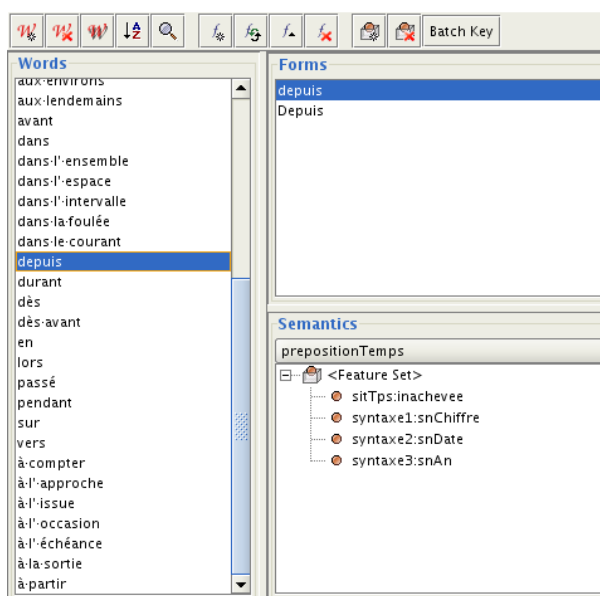 Batch Key
Words
aux·environs
aux·lendemains
avant
dans
dans·l'·ensemble
dans·l'·espace
dans·l'·intervalle
dans·la·foulée
dans·le·courant
depuis
durant
dès
dès·avant
en
lors
passé
pendant
sur
vers
à·compter
à·l'·approche
à·l'·issue
à·l'·occasion
à·l'·échéance
à·la·sortie
à·partir
Forms
depuis
Depuis
Semantics
prepositionTemps
<Feature Set>
sitTps:inachevee
syntaxe1:snChiffre
syntaxe2:snDate
syntaxe3:snAn